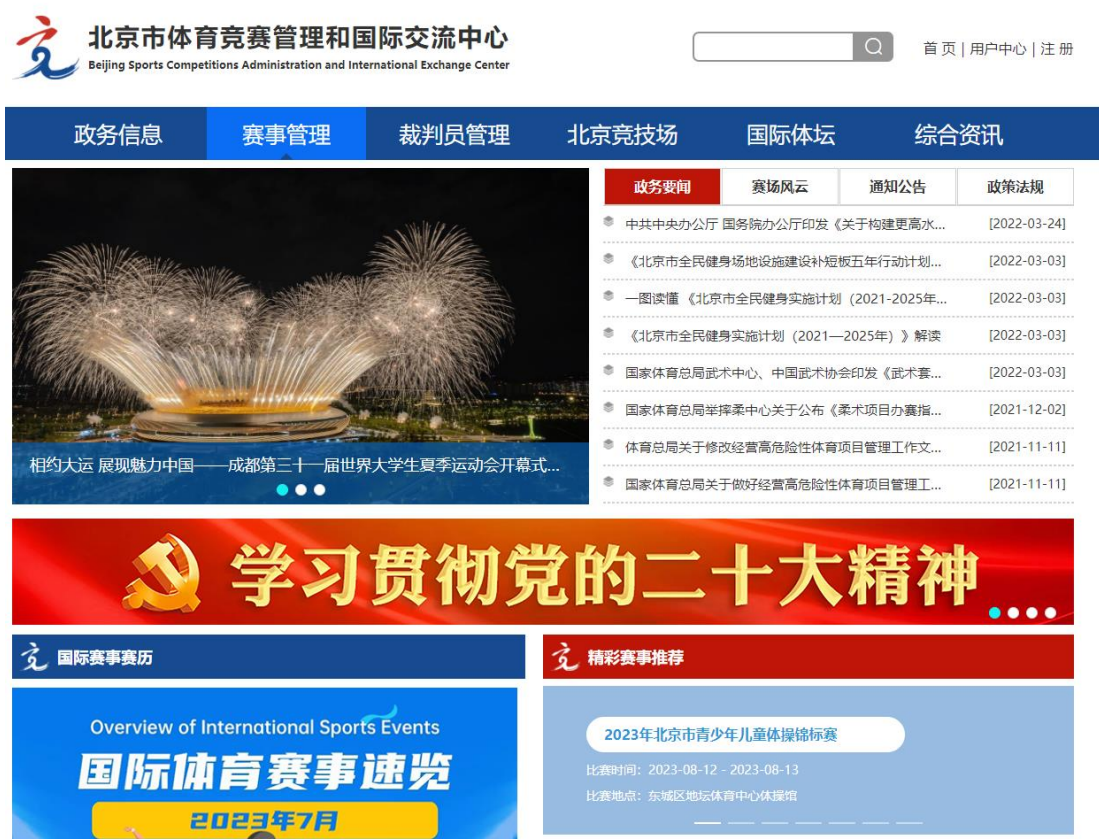 北京市体育竞赛管理和国际交流中心
Beijing Sports Competitions Administration and International Exchange Center
首 页 | 用户中心 | 注 册
政务信息 赛事管理 裁判员管理 北京竞技场 国际体坛 综合资讯
相约大运 展现魅力中国——成都第三十一届世界大学生夏季运动会开幕式...
政务要闻 赛场风云 通知公告 政策法规
中共中央办公厅 国务院办公厅印发《关于构建更高水... [2022-03-24]
《北京市全民健身场地设施建设补短板五年行动计划... [2022-03-03]
一图读懂《北京市全民健身实施计划（2021-2025年... [2022-03-03]
《北京市全民健身实施计划（2021—2025年）》解读 [2022-03-03]
国家体育总局武术中心、中国武术协会印发《武术赛... [2022-03-03]
国家体育总局举摔柔中心关于公布《柔术项目办赛指... [2021-12-02]
体育总局关于修改经营高危险性体育项目管理工作文... [2021-11-11]
国家体育总局关于做好经营高危险性体育项目管理工... [2021-11-11]
学习贯彻党的二十大精神
国际赛事赛历
Overview of International Sports Events
国际体育赛事速览
2023年7月
精彩赛事推荐
2023年北京市青少年儿童体操锦标赛
比赛时间：2023-08-12 - 2023-08-13
比赛地点：东城区地坛体育中心体操馆